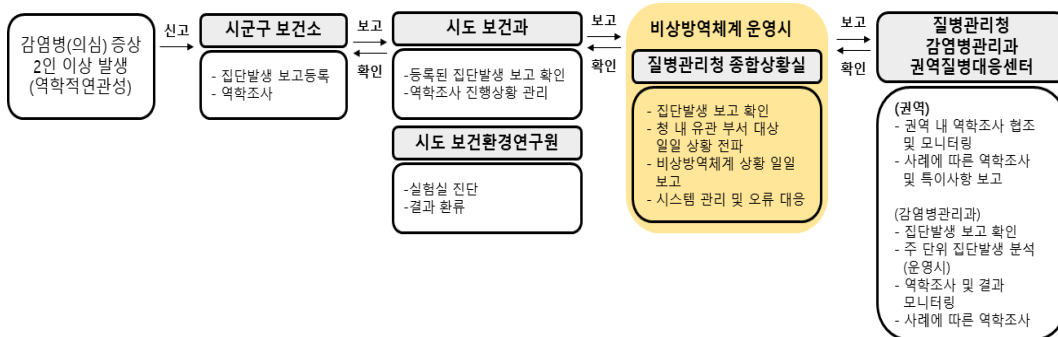 감염병(의심) 증상
2인 이상 발생
(역학적연관성)
신고
시군구 보건소
- 집단발생 보고등록
- 역학조사
보고
확인
시도 보건과
-등록된 집단발생 보고 확인
-역학조사 진행상황 관리
시도 보건환경연구원
-실험실 진단
-결과 환류
보고
확인
비상방역체계 운영시
질병관리청 종합상황실
- 집단발생 보고 확인
- 청 내 유관 부서 대상
일일 상황 전파
- 비상방역체계 상황 일일
보고
- 시스템 관리 및 오류 대응
보고
확인
질병관리청
감염병관리과
권역질병대응센터
(권역)
- 권역 내 역학조사 협조
및 모니터링
- 사례에 따른 역학조사
및 특이사항 보고
(감염병관리과)
- 집단발생 보고 확인
- 주 단위 집단발생 분석
(운영시)
- 역학조사 및 결과
모니터링
- 사례에 따른 역학조사